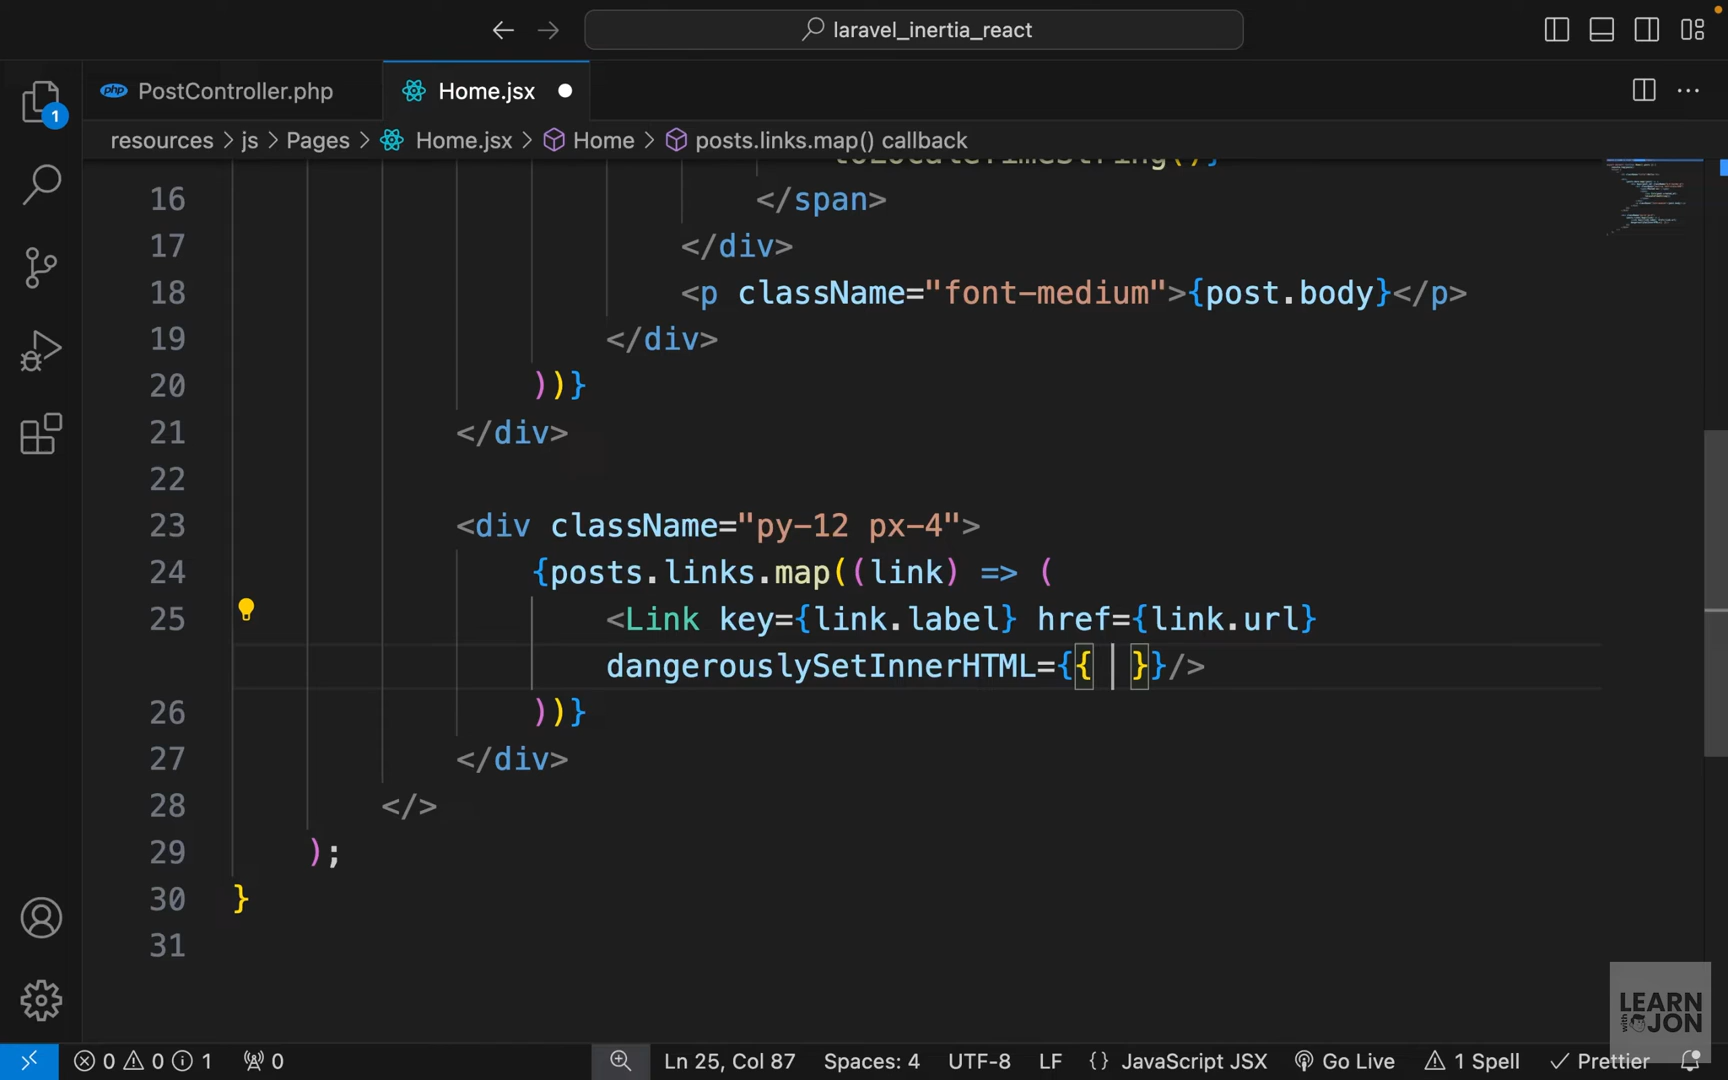 laravel_inertia_react
PostController.php Home.jsx
resources > js > Pages > Home.jsx > Home > posts.links.map() callback
toLocaleTimeString()}
16 </span>
17 </div>
18 <p className="font-medium">{post.body}</p>
19 </div>
20 ))}
21 </div>
22
23 <div className="py-12 px-4">
24 {posts.links.map((link) => (
25 <Link key={link.label} href={link.url}
dangerouslySetInnerHTML={{ }}/>
26 ))}
27 </div>
28 </>
29 );
30 }
31
1
LEARN
with
JON
0 0 1 0 Ln 25, Col 87 Spaces: 4 UTF-8 LF {} JavaScript JSX Go Live 1 Spell Prettier